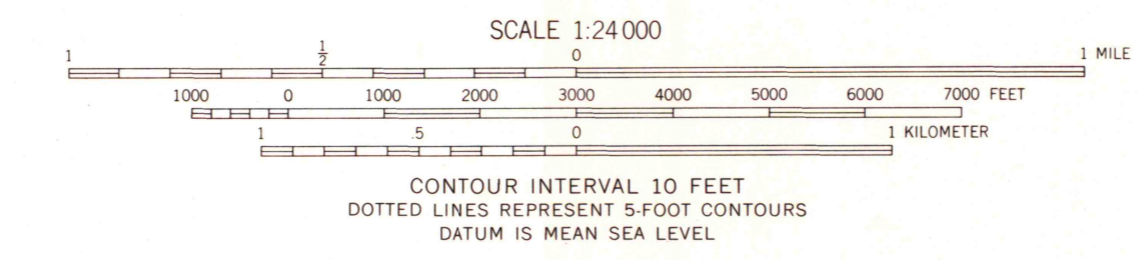 SCALE 1:24 000
1 1/2 0 1 MILE
1000 0 1000 2000 3000 4000 5000 6000 7000 FEET
1 .5 0 1 KILOMETER
CONTOUR INTERVAL 10 FEET
DOTTED LINES REPRESENT 5-FOOT CONTOURS
DATUM IS MEAN SEA LEVEL